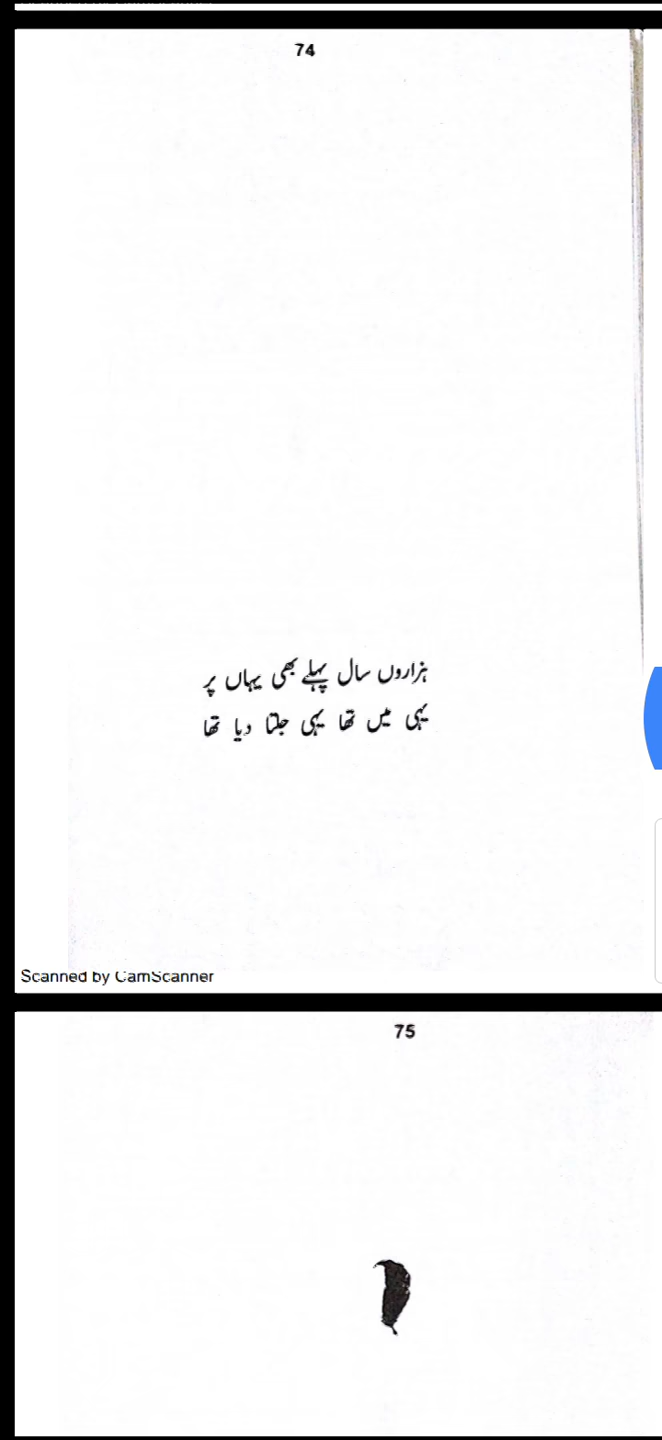 74
ہزاروں سال پہلے بھی یہاں پر
یہی میں تھا یہی جلتا دیا تھا
Scanned by CamScanner
75